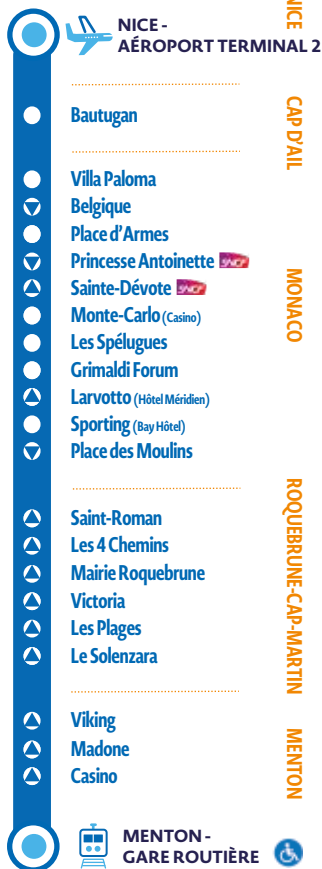 NICE
NICE -
AÉROPORT TERMINAL 2
CAP D'AIL
Bautugan
MONACO
Villa Paloma
Belgique
Place d'Armes
Princesse Antoinette SNCF
Sainte-Dévote SNCF
Monte-Carlo (Casino)
Les Spélugues
Grimaldi Forum
Larvotto (Hôtel Méridien)
Sporting (Bay Hôtel)
Place des Moulins
ROQUEBRUNE-CAP-MARTIN
Saint-Roman
Les 4 Chemins
Mairie Roquebrune
Victoria
Les Plages
Le Solenzara
MENTON
Viking
Madone
Casino
MENTON -
GARE ROUTIÈRE